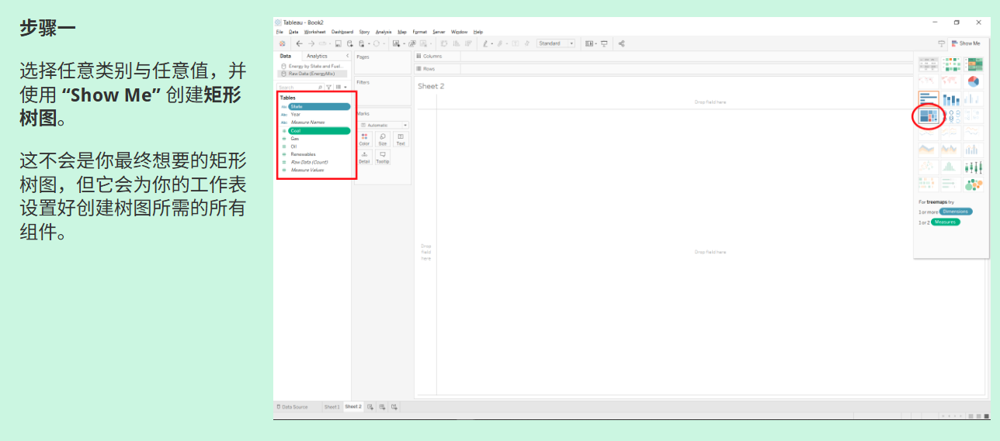 步骤一
选择任意类别与任意值，并
使用 “Show Me” 创建矩形
树图。
这不会是你最终想要的矩形
树图，但它会为你的工作表
设置好创建树图所需的所有
组件。
Tableau - Book2
File Data Worksheet Dashboard Story Analysis Map Format Server Window Help
Standard
Show Me
Data Analytics
Energy by State and Fuel...
Raw Data (EnergyMix)
Search
Tables
Abc State
Abc Year
Abc Measure Names
Coal
Gas
Oil
Renewables
Raw Data (Count)
Measure Values
Pages
Filters
Marks
Automatic
Color Size Text
Detail Tooltip
Columns
Rows
Sheet 2
Drop field here
Drop
field
here
Drop field here
For treemaps try
1 or more Dimensions
1 or 2 Measures
Data Source Sheet 1 Sheet 2